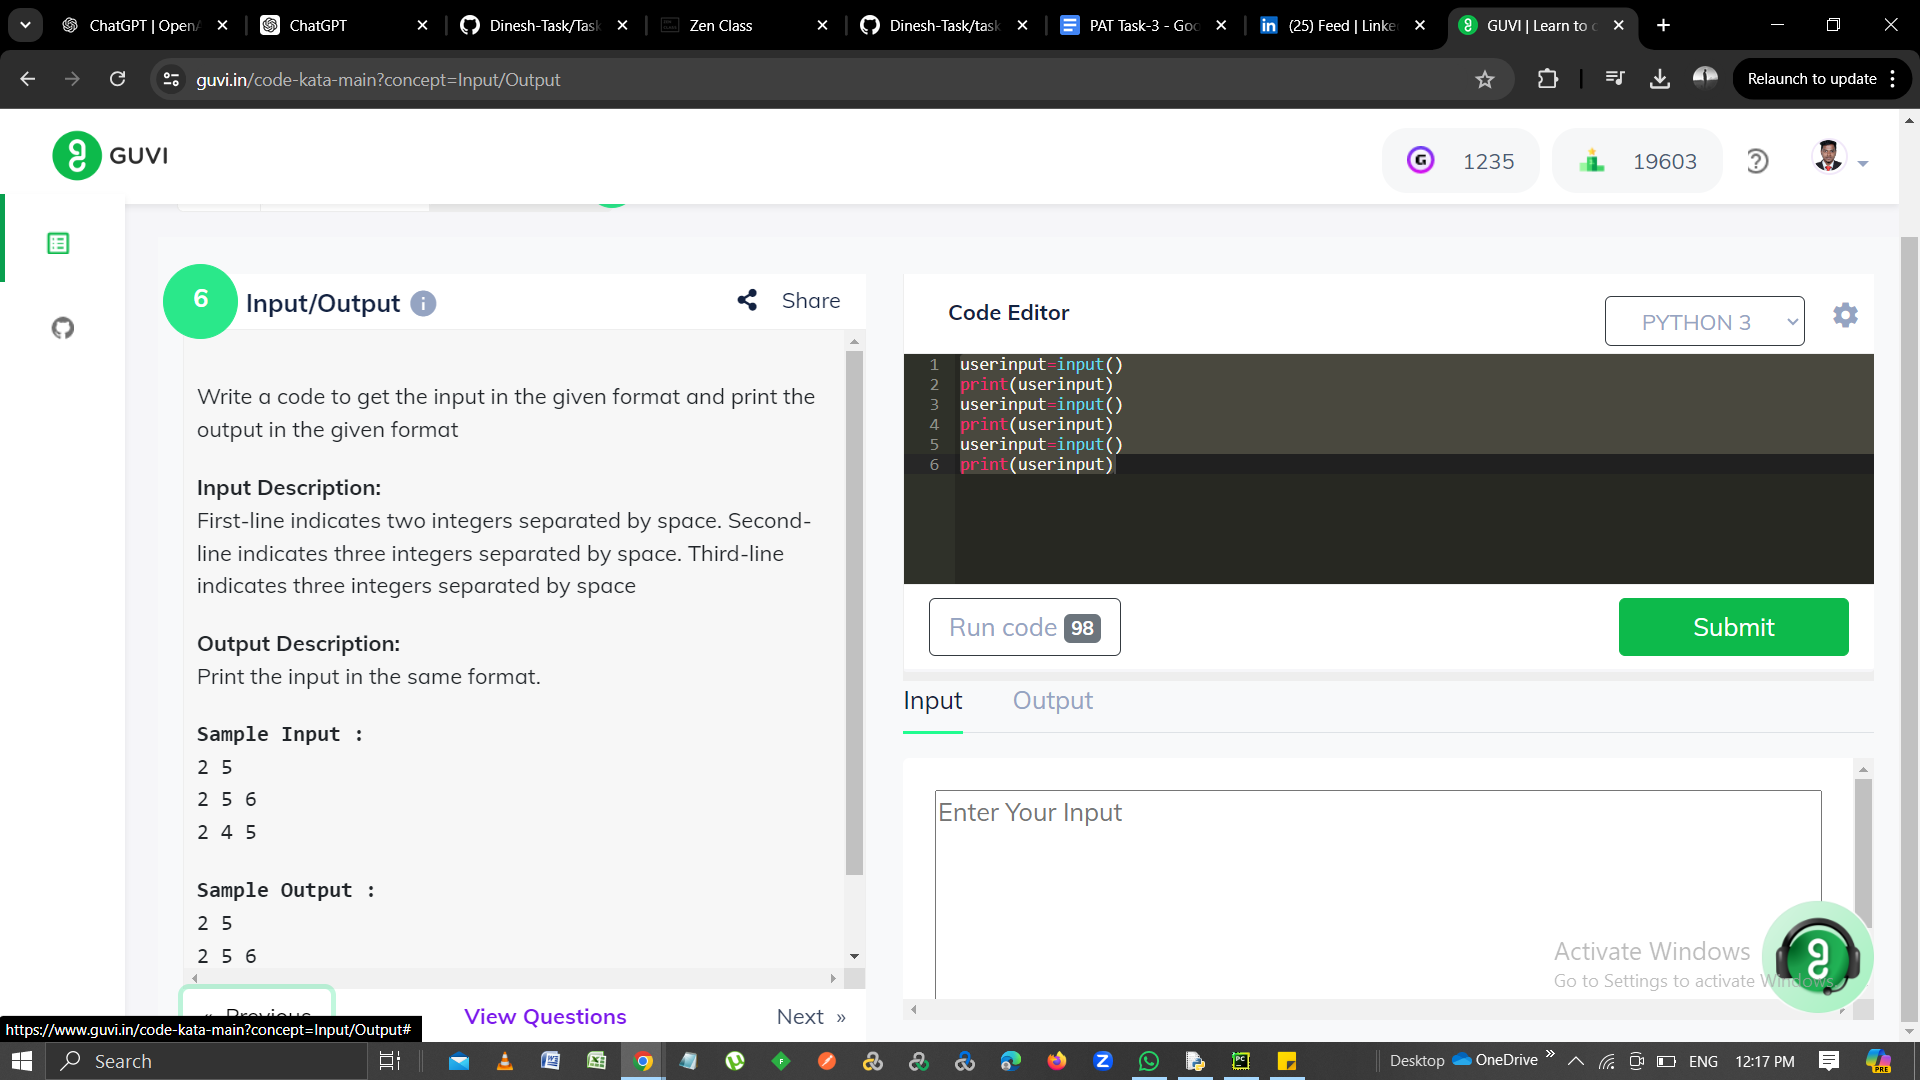 ChatGPT | OpenA
ChatGPT
Dinesh-Task/Task
Zen Class
Dinesh-Task/task
PAT Task-3 - Goo
(25) Feed | Linke
GUVI | Learn to c
guvi.in/code-kata-main?concept=Input/Output
Relaunch to update
GUVI
1235
19603
6
Input/Output
Share
Write a code to get the input in the given format and print the
output in the given format
Input Description:
First-line indicates two integers separated by space. Second-
line indicates three integers separated by space. Third-line
indicates three integers separated by space
Output Description:
Print the input in the same format.
Sample Input :
2 5
2 5 6
2 4 5
Sample Output :
2 5
2 5 6
« Previous
View Questions
Next »
Code Editor
PYTHON 3
1 userinput=input()
2 print(userinput)
3 userinput=input()
4 print(userinput)
5 userinput=input()
6 print(userinput)
Run code 98
Submit
Input
Output
Enter Your Input
Activate Windows
Go to Settings to activate Windows.
https://www.guvi.in/code-kata-main?concept=Input/Output#
Search
Desktop
OneDrive
ENG
12:17 PM